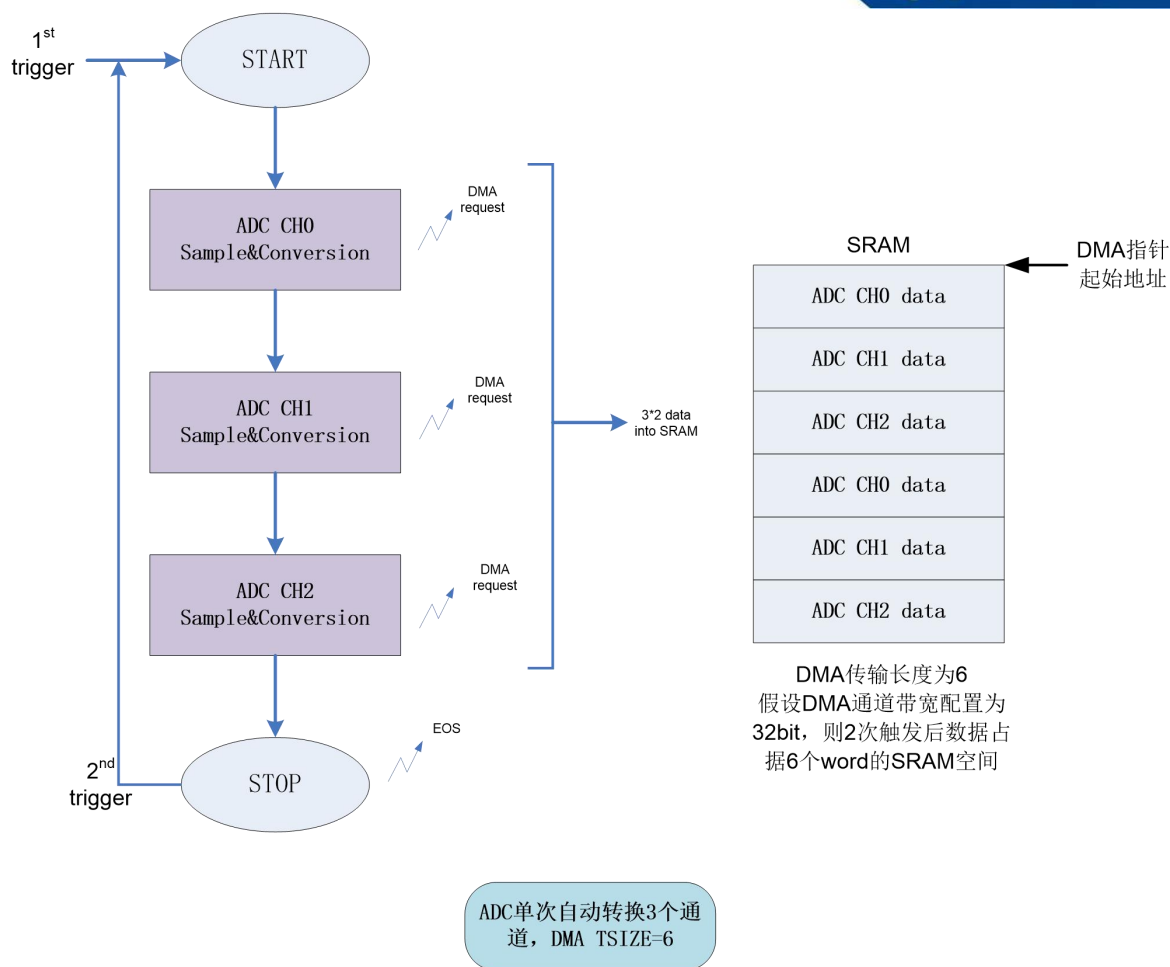 1st
trigger
START
ADC CH0
Sample&Conversion
DMA
request
ADC CH1
Sample&Conversion
DMA
request
3*2 data
into SRAM
ADC CH2
Sample&Conversion
DMA
request
EOS
STOP
2nd
trigger
SRAM
DMA指针
起始地址
ADC CH0 data
ADC CH1 data
ADC CH2 data
ADC CH0 data
ADC CH1 data
ADC CH2 data
DMA传输长度为6
假设DMA通道带宽配置为
32bit，则2次触发后数据占
据6个word的SRAM空间
ADC单次自动转换3个通
道，DMA TSIZE=6